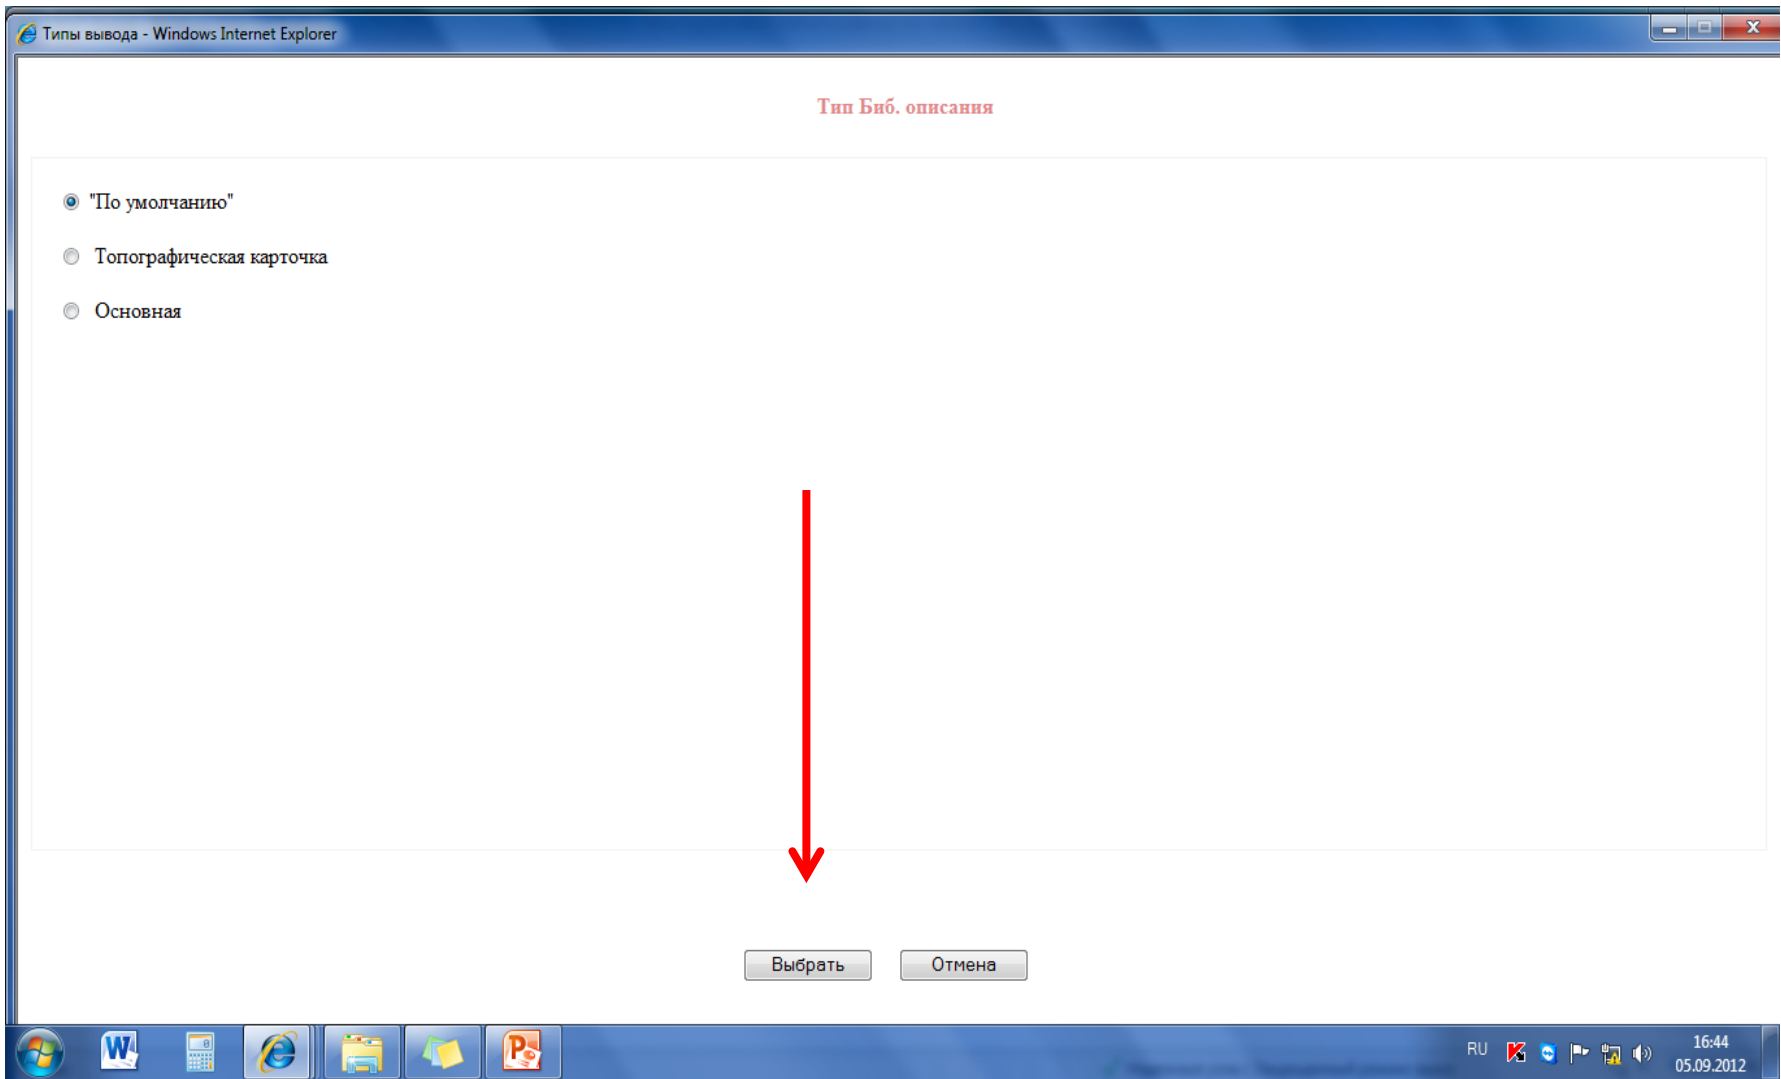 Типы вывода - Windows Internet Explorer
Тип Биб. описания
"По умолчанию"
Топографическая карточка
Основная
Выбрать Отмена
RU 16:44
05.09.2012